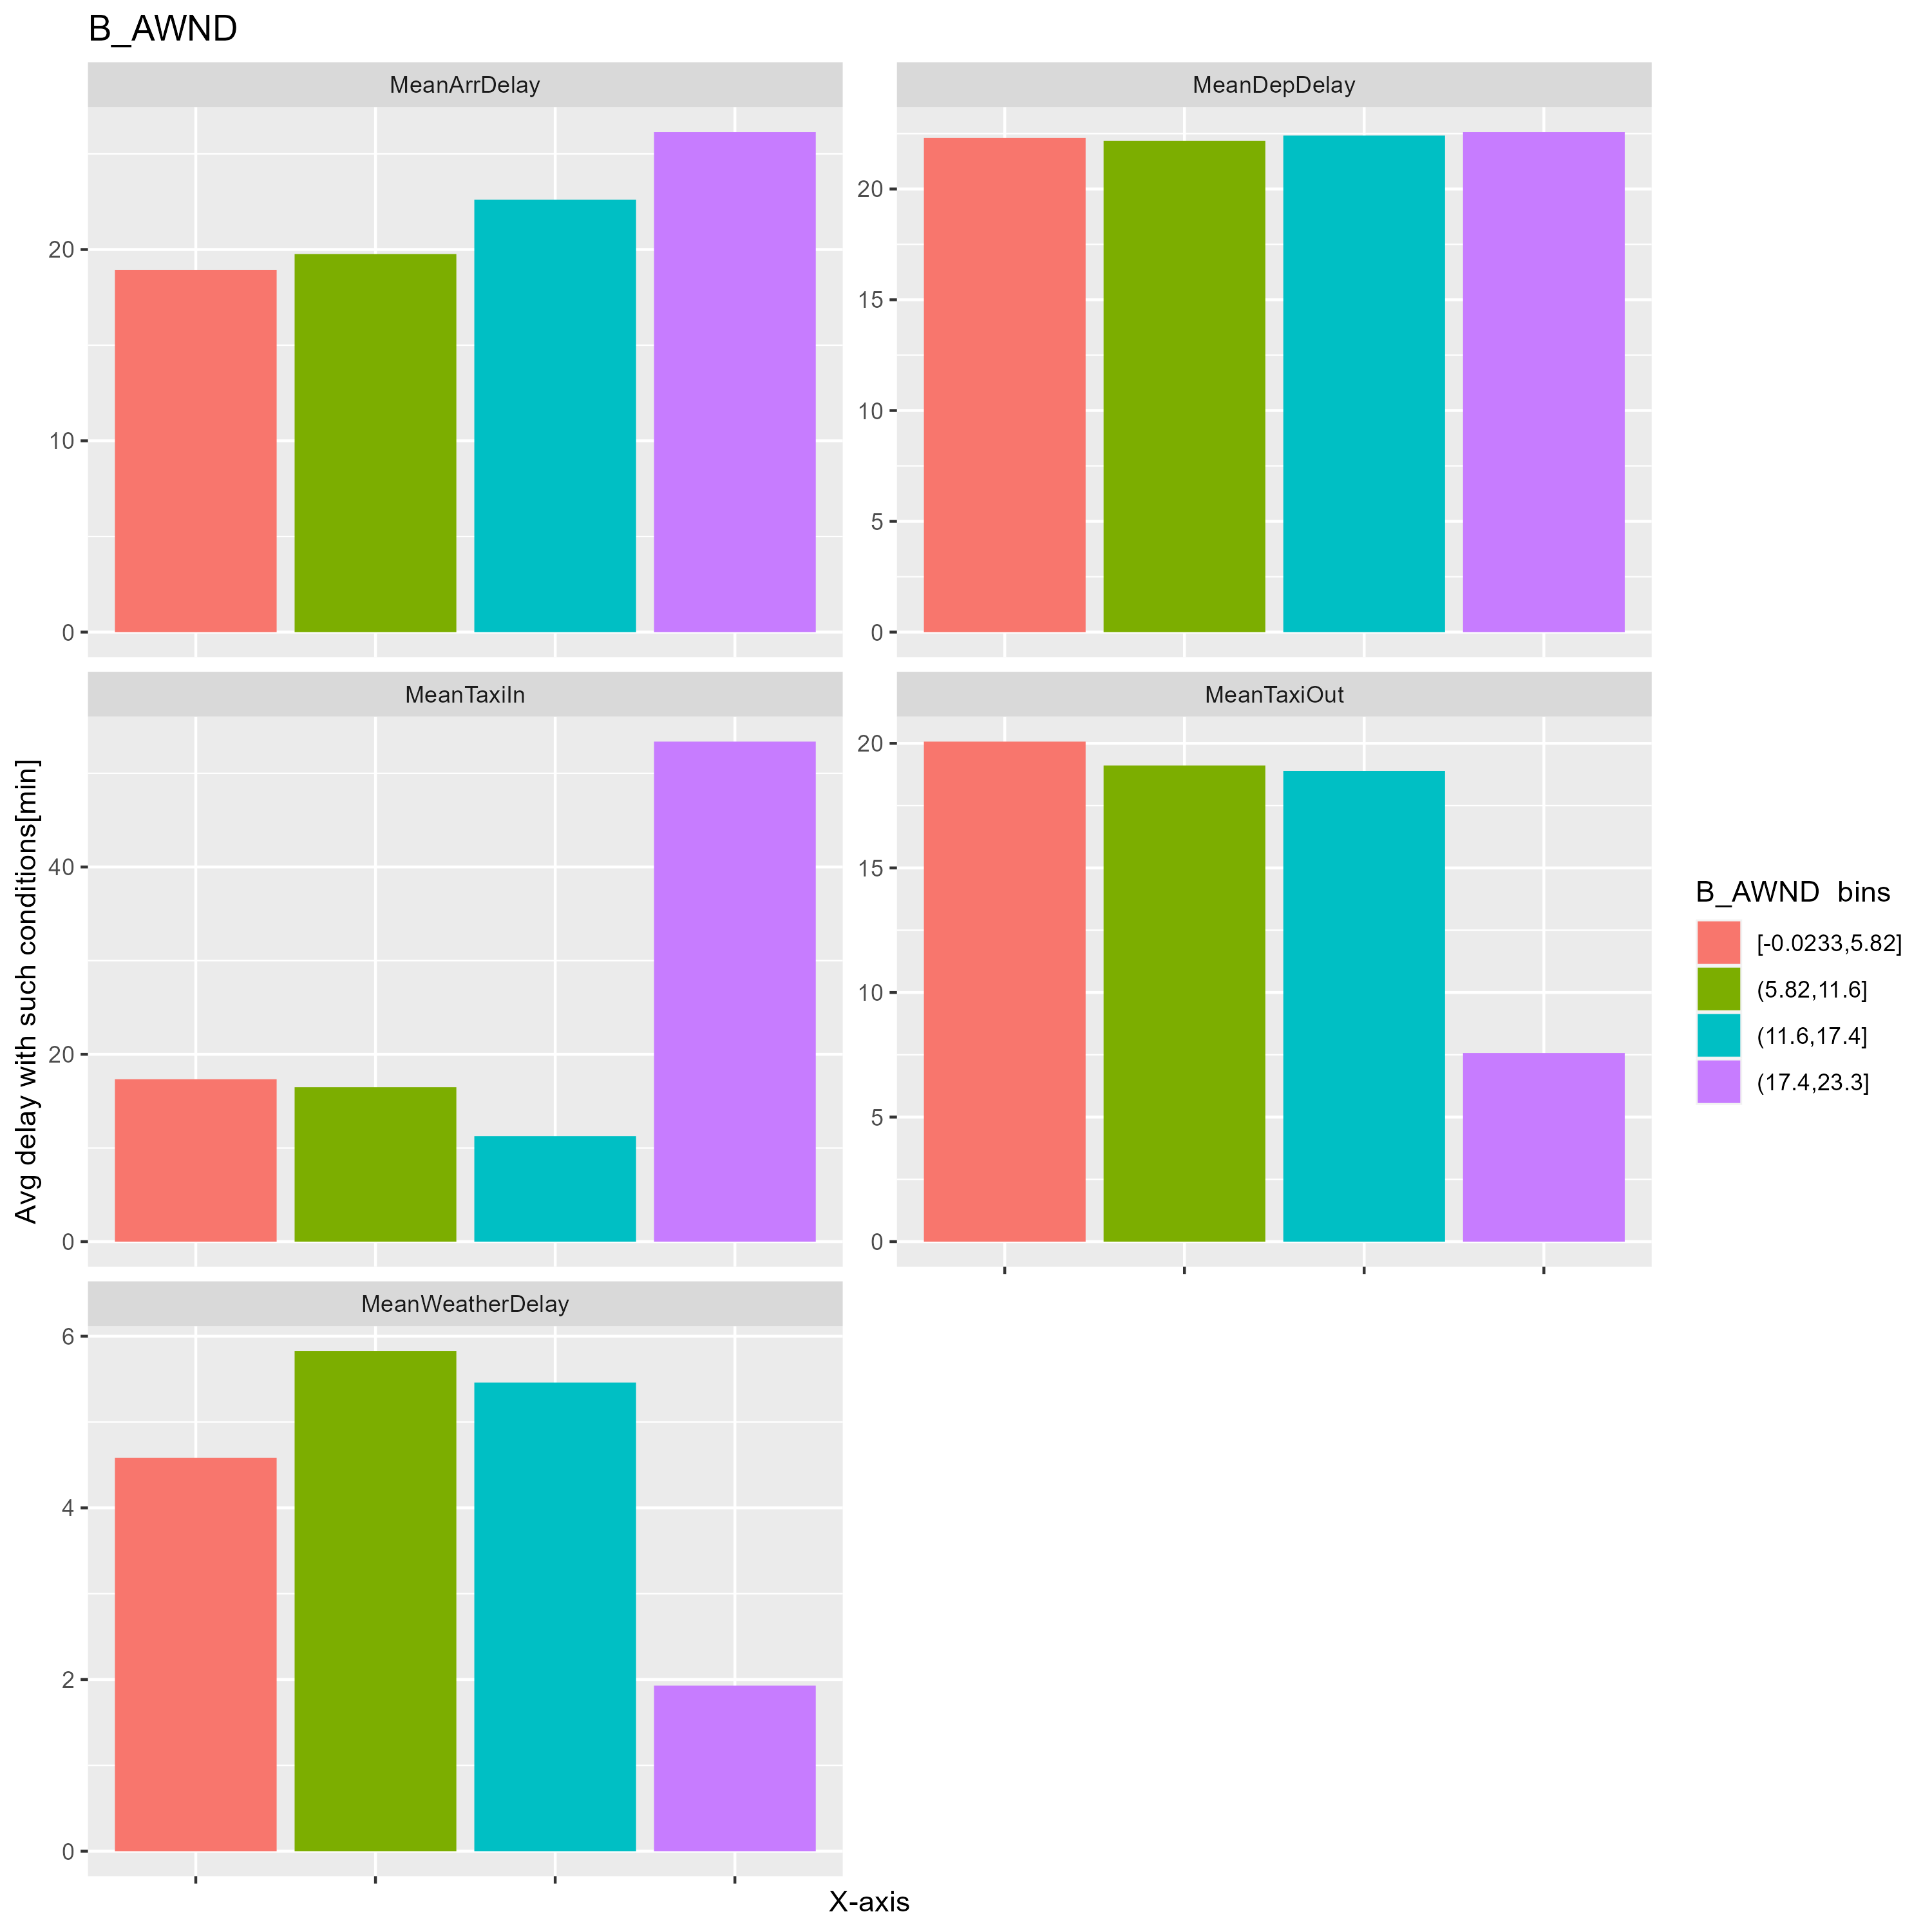 B_AWND
MeanArrDelay
MeanDepDelay
20
10
0
20
15
10
5
0
MeanTaxiIn
MeanTaxiOut
40
20
0
20
15
10
5
0
MeanWeatherDelay
6
4
2
0
Avg delay with such conditions[min]
X-axis
B_AWND  bins
[-0.0233,5.82]
(5.82,11.6]
(11.6,17.4]
(17.4,23.3]